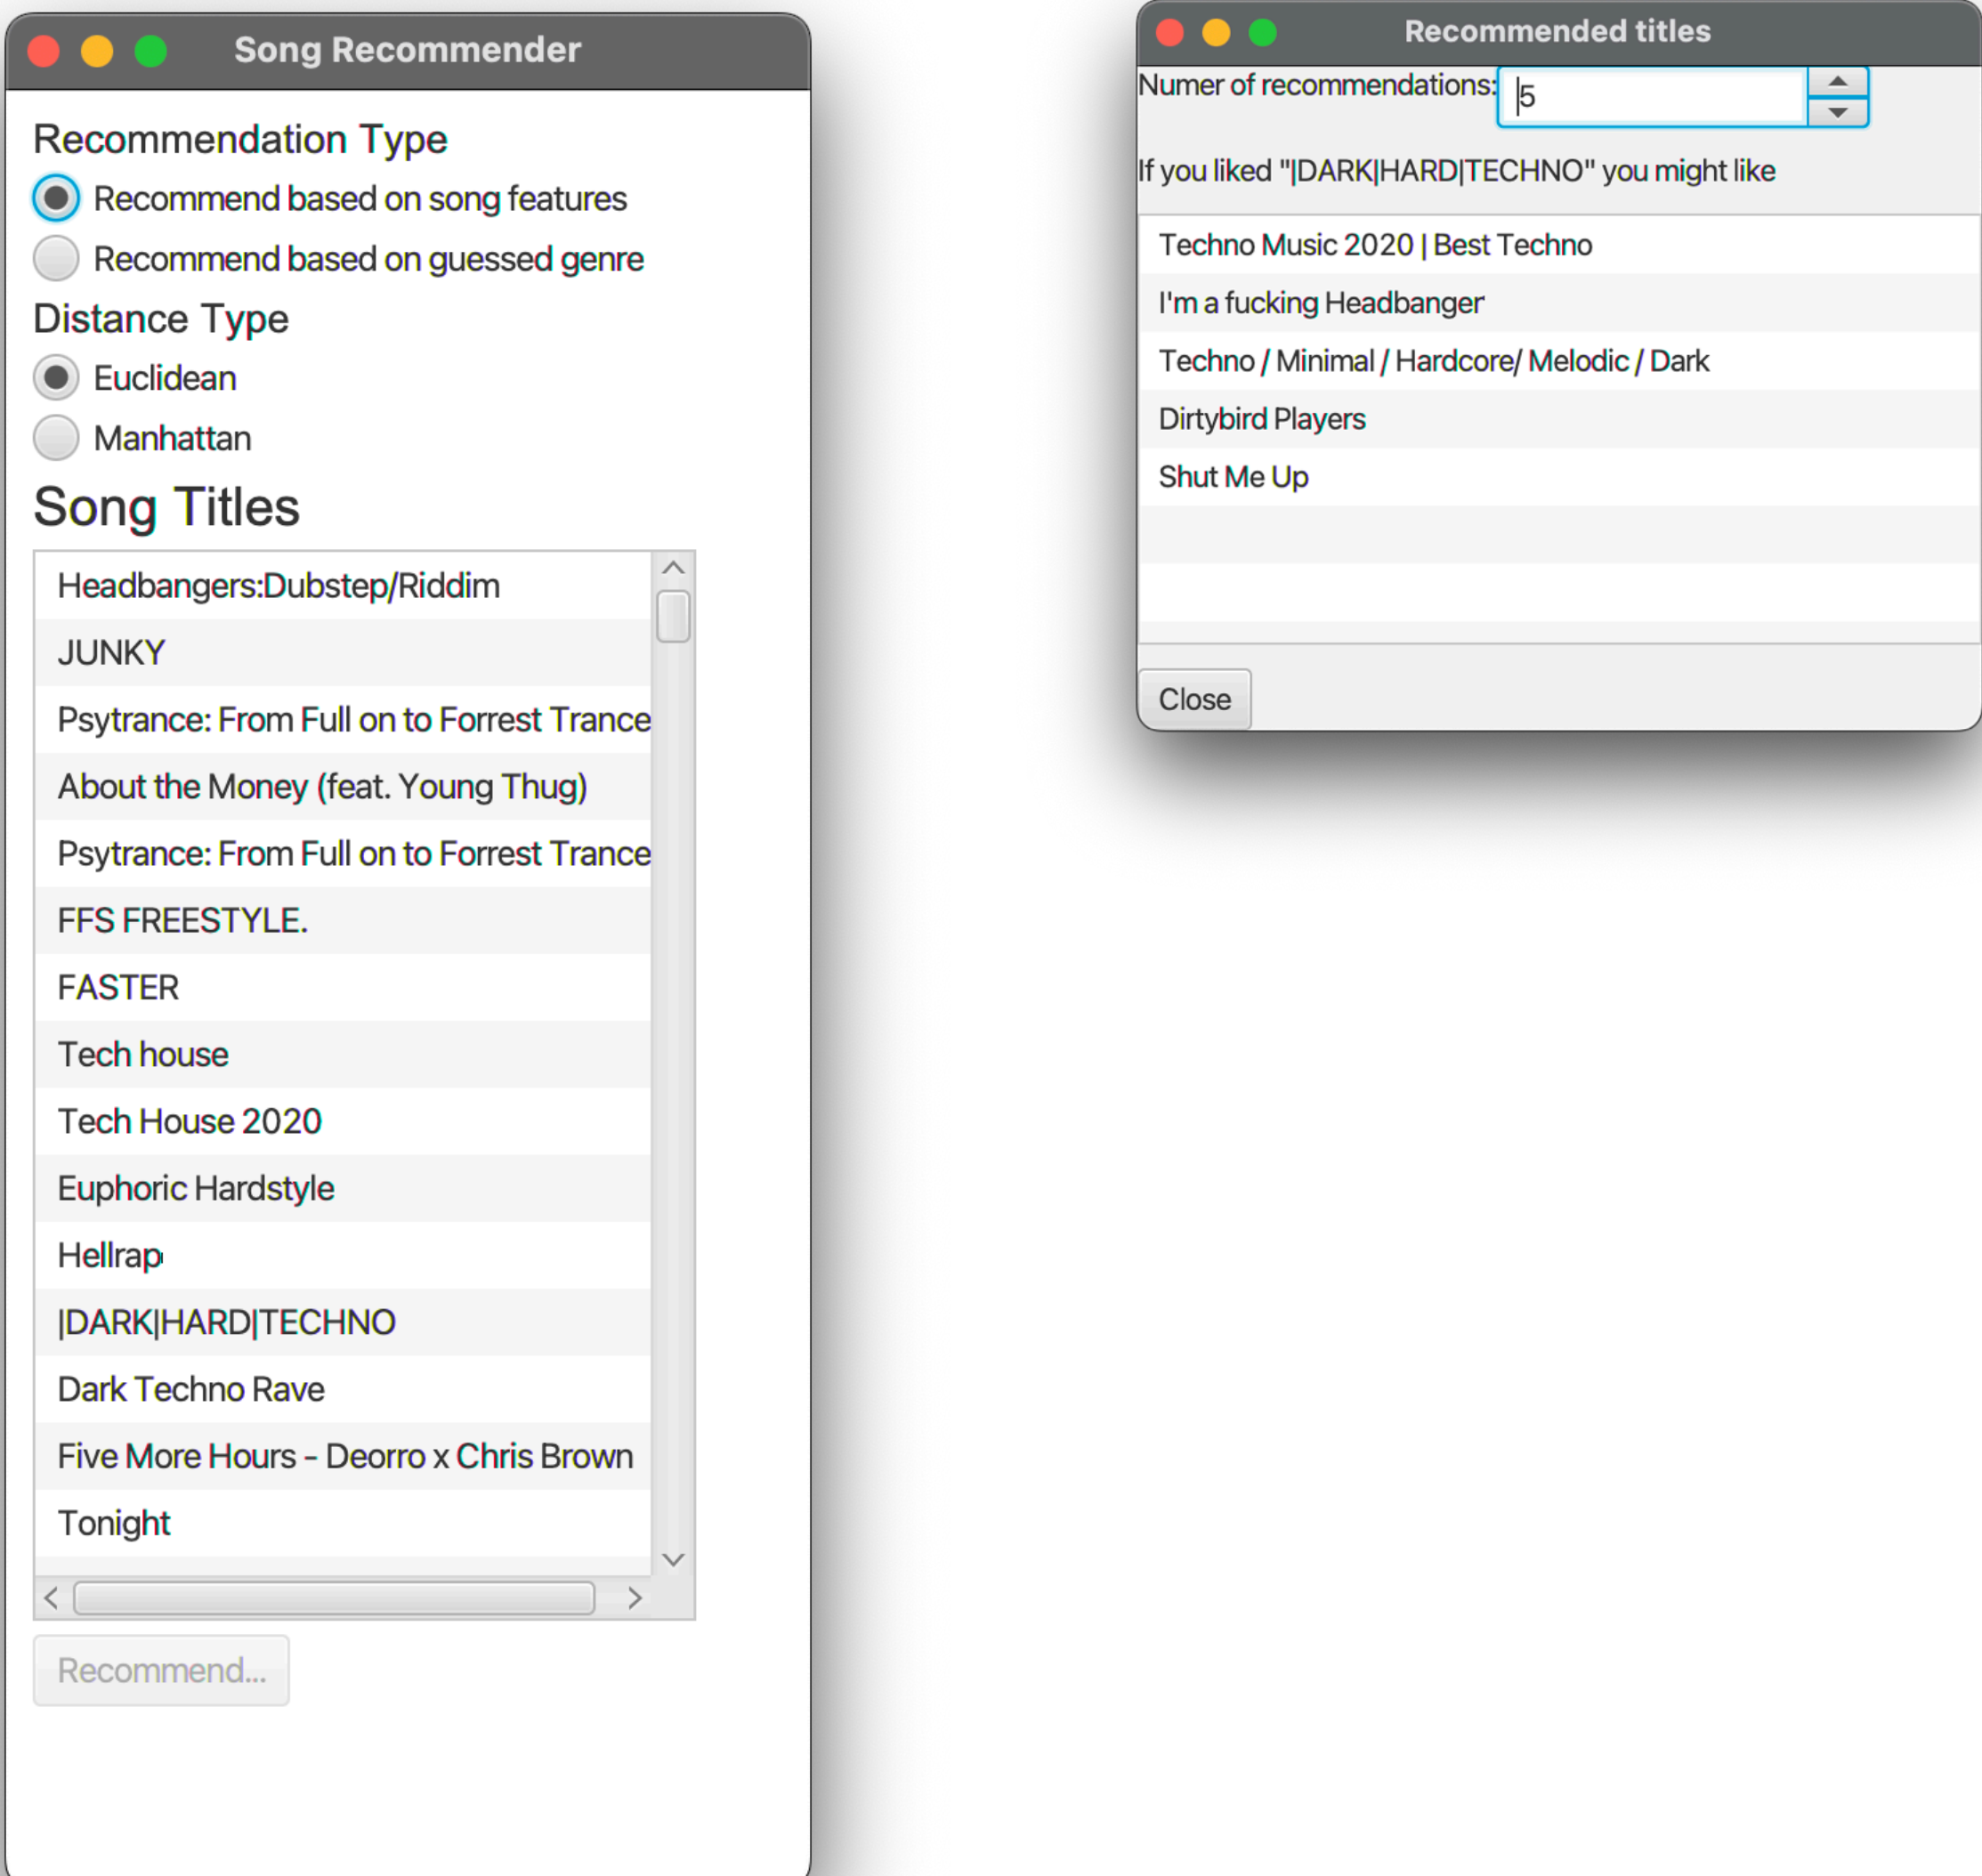 Song Recommender
Recommendation Type
Recommend based on song features
Recommend based on guessed genre
Distance Type
Euclidean
Manhattan
Song Titles
Headbangers:Dubstep/Riddim
JUNKY
Psytrance: From Full on to Forrest Trance
About the Money (feat. Young Thug)
Psytrance: From Full on to Forrest Trance
FFS FREESTYLE.
FASTER
Tech house
Tech House 2020
Euphoric Hardstyle
Hellrap
|DARK|HARD|TECHNO
Dark Techno Rave
Five More Hours - Deorro x Chris Brown
Tonight
Recommend...
Recommended titles
Numer of recommendations: 5
If you liked "|DARK|HARD|TECHNO" you might like
Techno Music 2020 | Best Techno
I'm a fucking Headbanger
Techno / Minimal / Hardcore/ Melodic / Dark
Dirtybird Players
Shut Me Up
Close